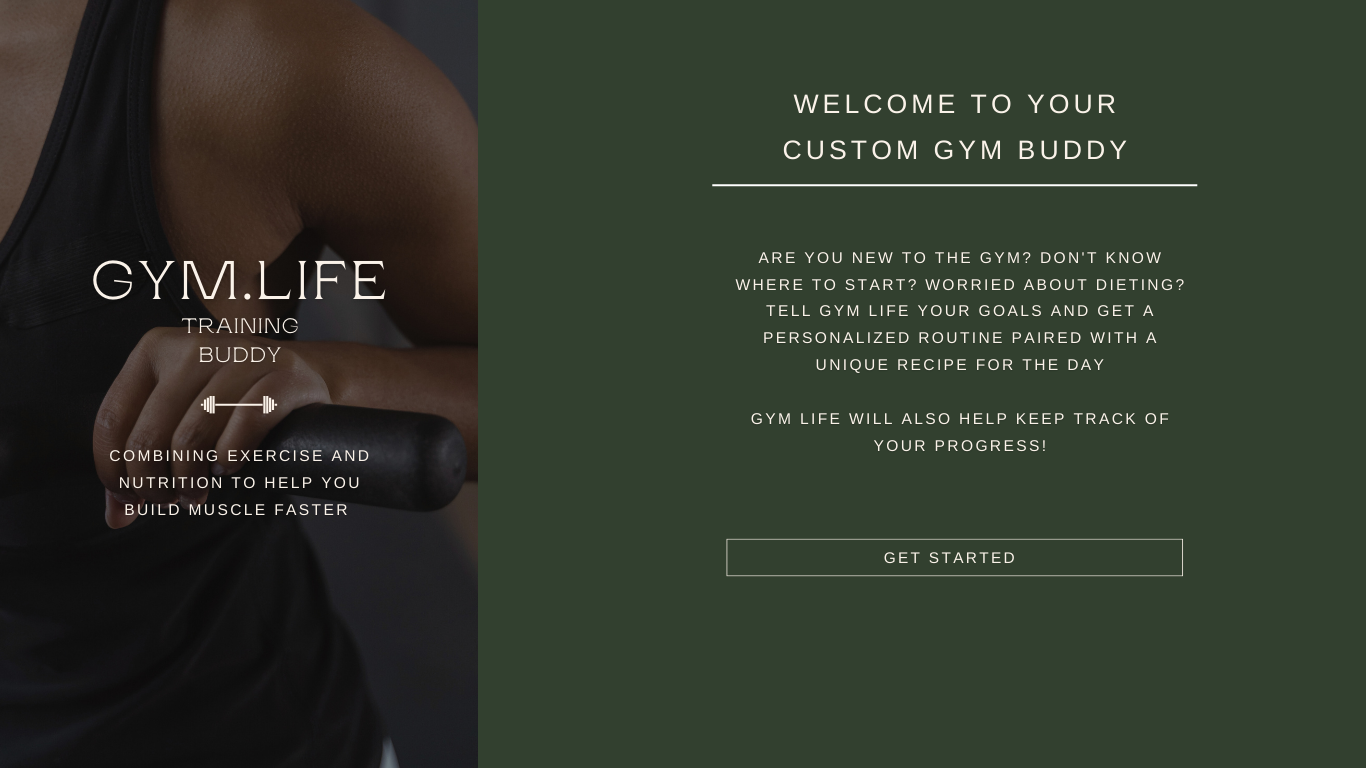 GYM.LIFE
TRAINING
BUDDY
COMBINING EXERCISE AND
NUTRITION TO HELP YOU
BUILD MUSCLE FASTER
WELCOME TO YOUR
CUSTOM GYM BUDDY
ARE YOU NEW TO THE GYM? DON'T KNOW
WHERE TO START? WORRIED ABOUT DIETING?
TELL GYM LIFE YOUR GOALS AND GET A
PERSONALIZED ROUTINE PAIRED WITH A
UNIQUE RECIPE FOR THE DAY
GYM LIFE WILL ALSO HELP KEEP TRACK OF
YOUR PROGRESS!
GET STARTED